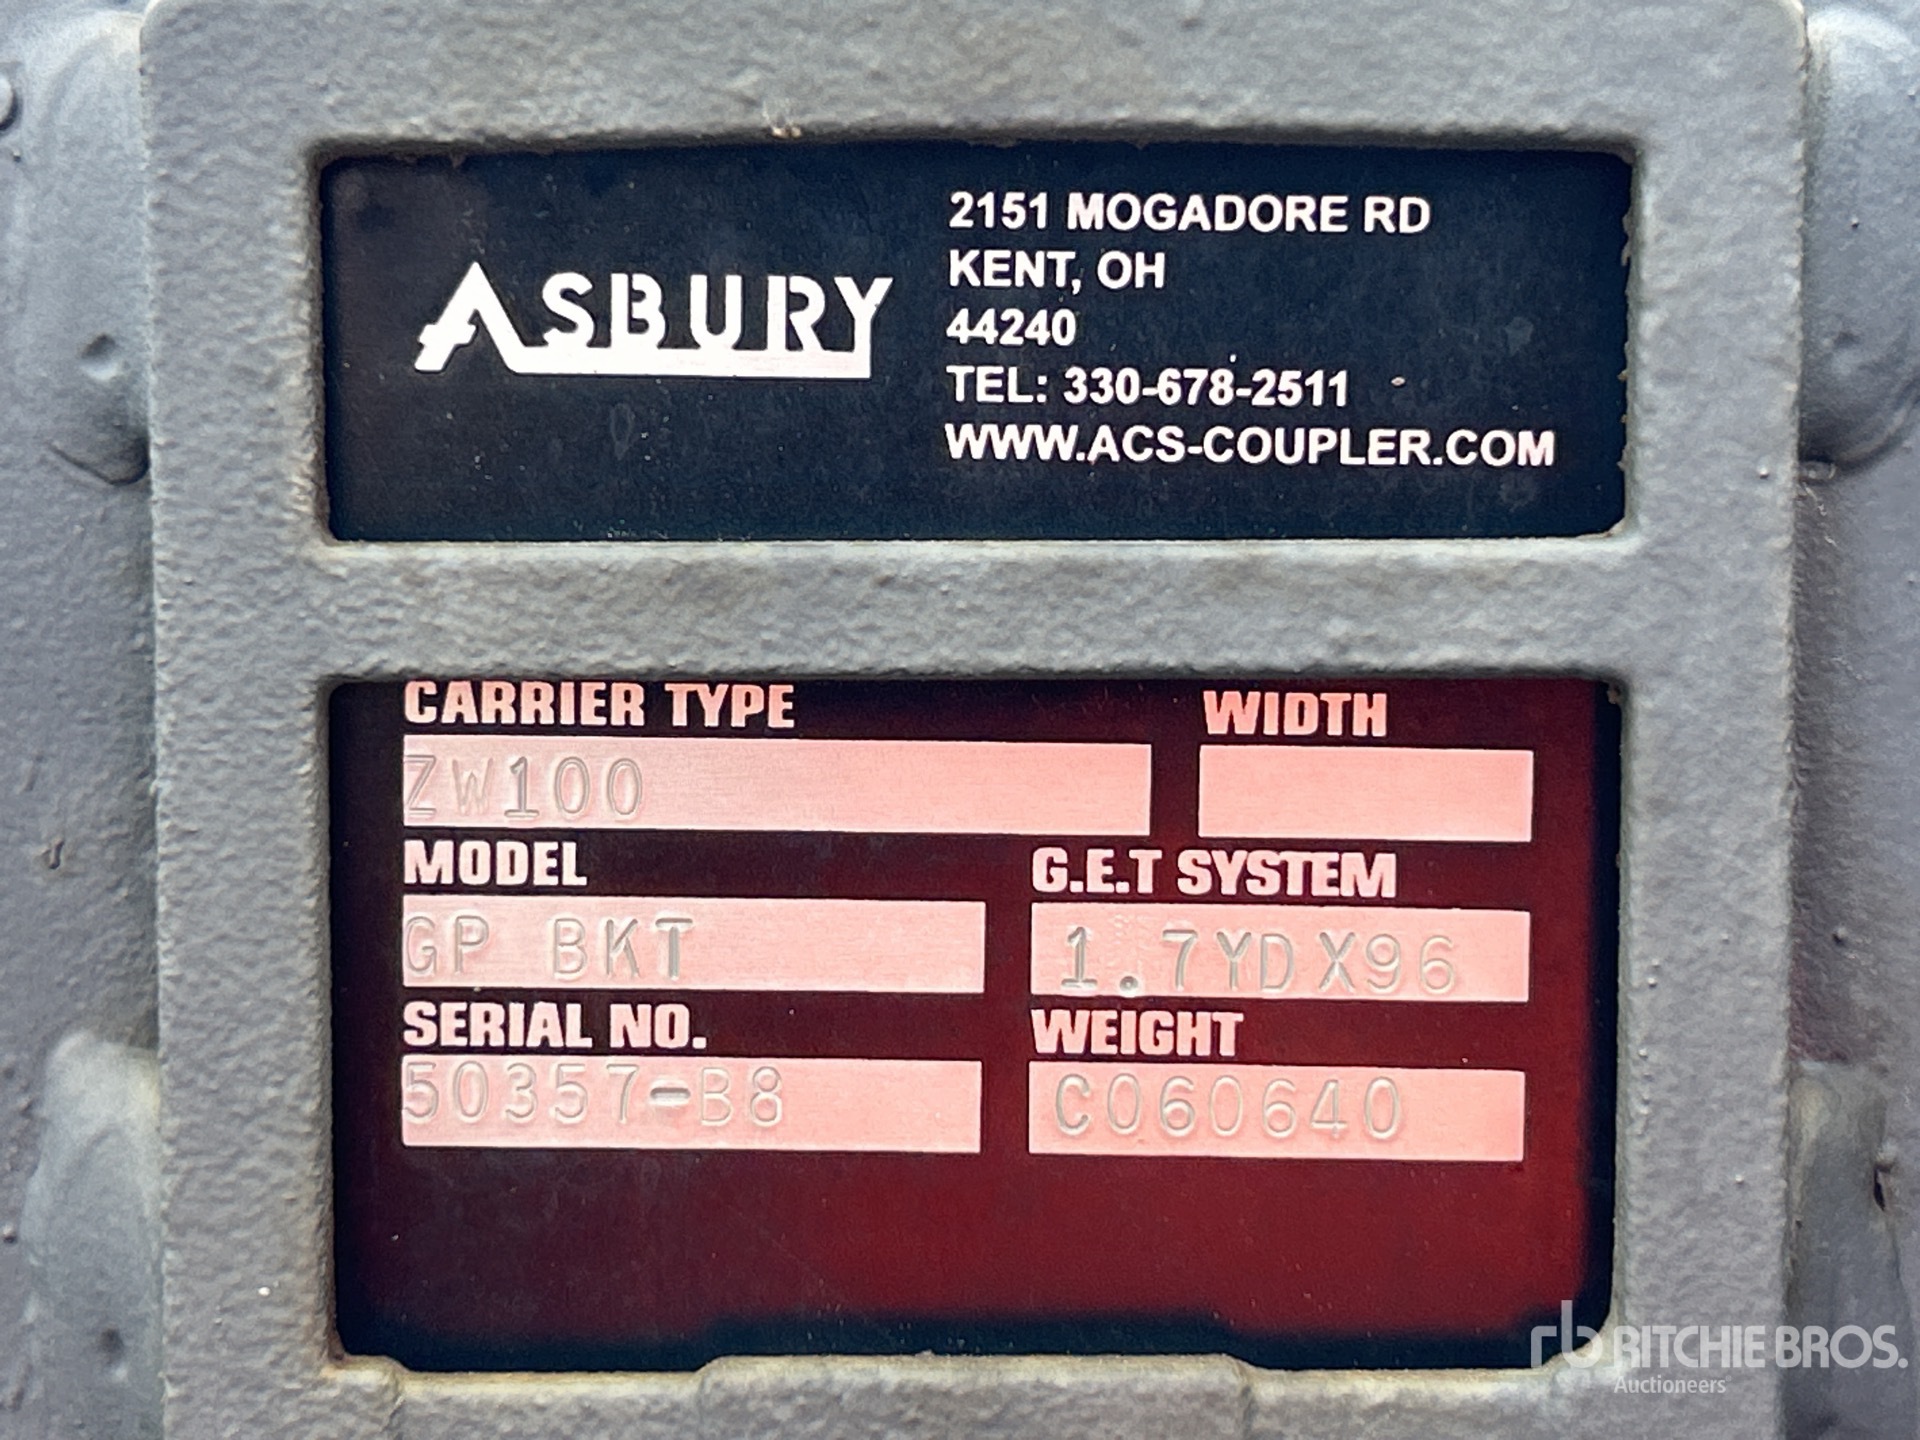 ASBURY
2151 MOGADORE RD
KENT, OH
44240
TEL: 330-678-2511
WWW.ACS-COUPLER.COM
CARRIER TYPE WIDTH
ZW100
MODEL G.E.T SYSTEM
GP BKT 1.7YDX96
SERIAL NO. WEIGHT
50357-B8 C060640
rb RITCHIE BROS.
Auctioneers